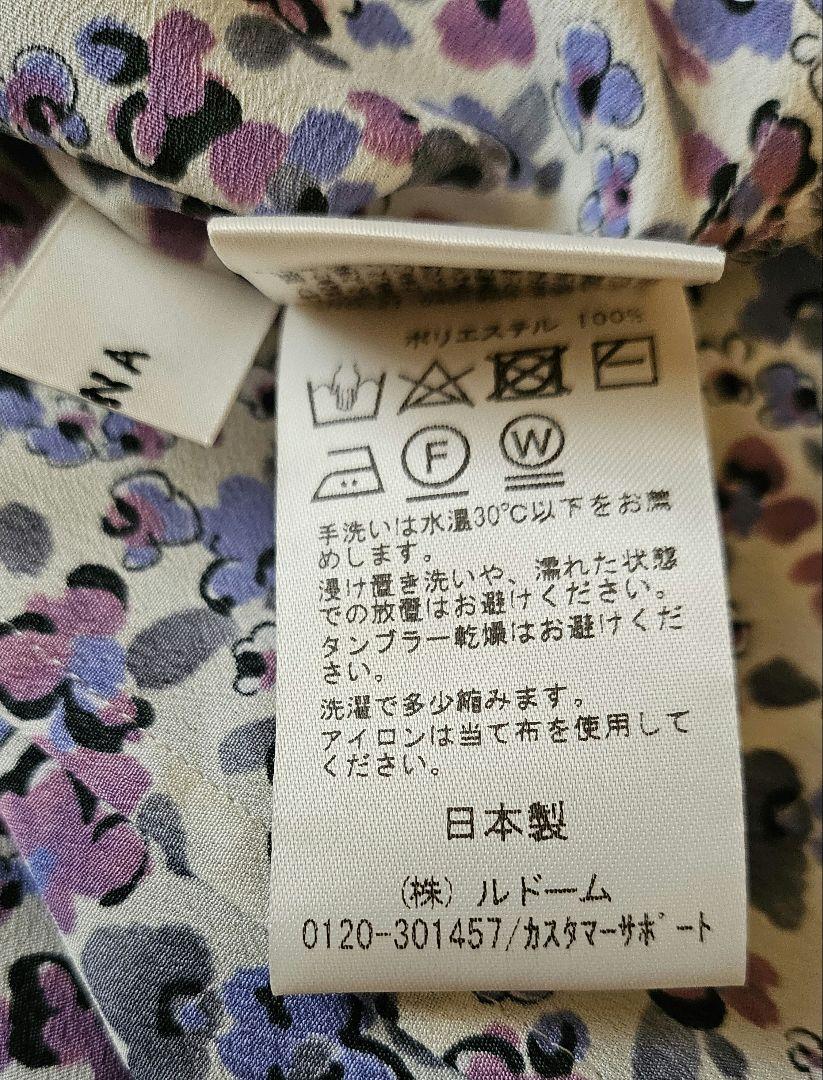 NA
ポリエステル 100%
F
W
手洗いは水温30℃以下をお薦
めします。
浸け置き洗いや、濡れた状態
での放置はお避けください。
タンブラー乾燥はお避けくだ
さい。
洗濯で多少縮みます。
アイロンは当て布を使用して
ください。
日本製
(株) ルドーム
0120-301457/カスタマーサポート